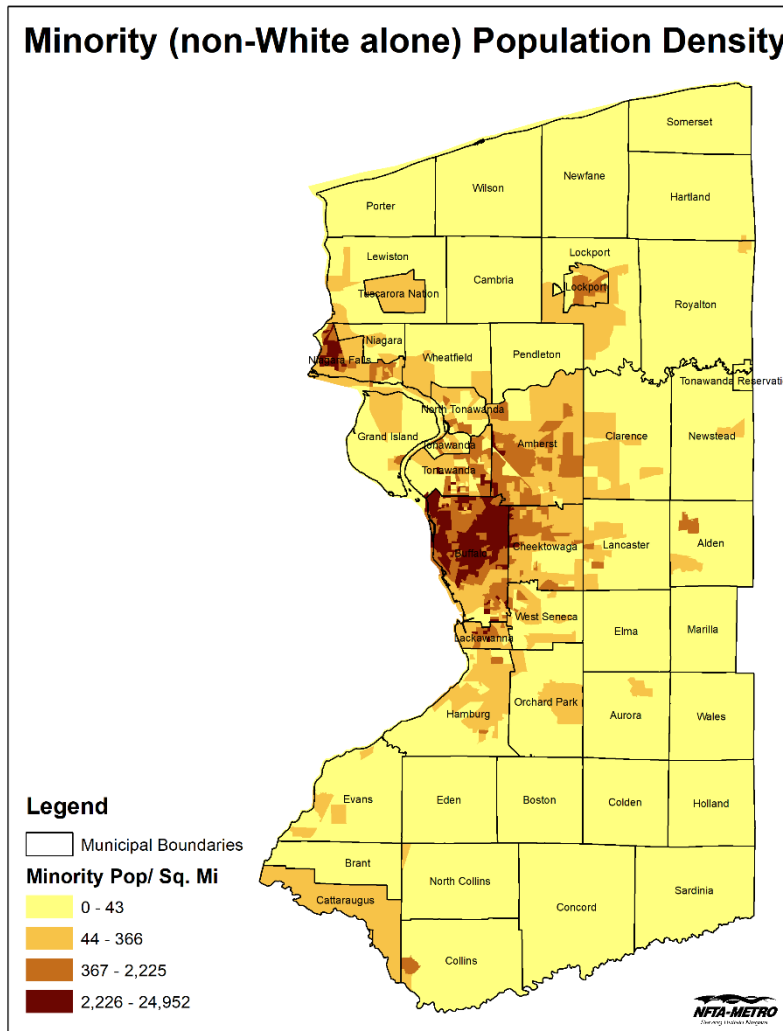 Minority (non-White alone) Population Density
Somerset
Newfane
Wilson
Hartland
Porter
Lewiston
Lockport
Cambria
Tuscarora Nation
Lockport
Royalton
Niagara
Niagara Falls
Wheatfield
Pendleton
Tonawanda Reservati
North Tonawanda
Grand Island
Tonawanda
Amherst
Clarence
Newstead
Tonawanda
Buffalo
Cheektowaga
Lancaster
Alden
West Seneca
Elma
Marilla
Lackawanna
Orchard Park
Hamburg
Aurora
Wales
Evans
Eden
Boston
Colden
Holland
Brant
North Collins
Cattaraugus
Concord
Sardinia
Collins
Legend
Municipal Boundaries
Minority Pop/ Sq. Mi
0 - 43
44 - 366
367 - 2,225
2,226 - 24,952
NFTA-METRO